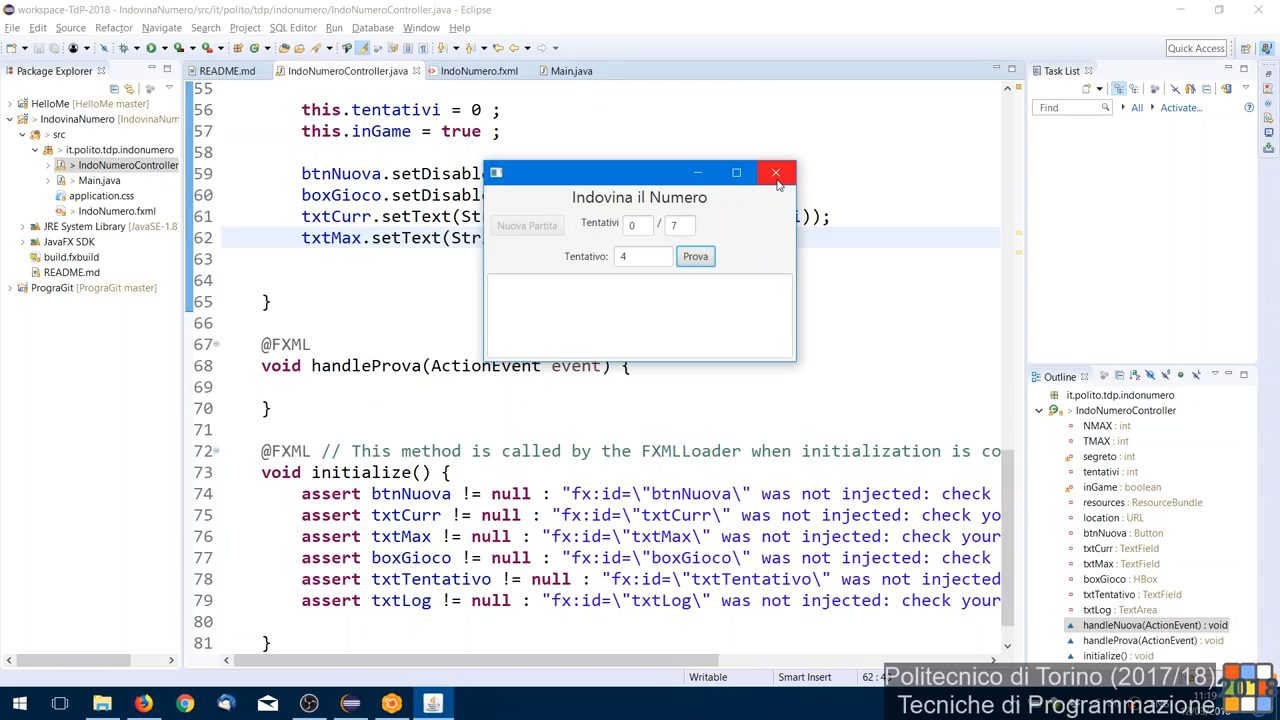 workspace-TdP-2018 - IndovinaNumero/src/it/polito/tdp/indonumero/IndoNumeroController.java - Eclipse
File Edit Source Refactor Navigate Search Project SQL Editor Run Database Window Help
Quick Access
Package Explorer
README.md
IndoNumeroController.java
IndoNumero.fxml
Main.java
Task List
Find
All
Activate...
HelloMe [HelloMe master]
> IndovinaNumero [IndovinaNum
> src
> it.polito.tdp.indonumero
> IndoNumeroController
> Main.java
application.css
> IndoNumero.fxml
JRE System Library [JavaSE-1.8]
JavaFX SDK
build.fxbuild
README.md
PrograGit [PrograGit master]
55
56 this.tentativi = 0 ;
57 this.inGame = true ;
58
59 btnNuova.setDisabl
60 boxGioco.setDisabl
61 txtCurr.setText(St i));
62 txtMax.setText(Str
63
64
65 }
66
67 @FXML
68 void handleProva(ActionEvent event) {
69
70 }
71
72 @FXML // This method is called by the FXMLLoader when initialization is co
73 void initialize() {
74 assert btnNuova != null : "fx:id=\"btnNuova\" was not injected: check
75 assert txtCurr != null : "fx:id=\"txtCurr\" was not injected: check yo
76 assert txtMax != null : "fx:id=\"txtMax\" was not injected: check your
77 assert boxGioco != null : "fx:id=\"boxGioco\" was not injected: check
78 assert txtTentativo != null : "fx:id=\"txtTentativo\" was not injected
79 assert txtLog != null : "fx:id=\"txtLog\" was not injected: check your
80
81 }
Indovina il Numero
Nuova Partita
Tentativi 0 / 7
Tentativo: 4 Prova
Outline
it.polito.tdp.indonumero
> IndoNumeroController
NMAX : int
TMAX : int
segreto : int
tentativi : int
inGame : boolean
resources : ResourceBundle
location : URL
btnNuova : Button
txtCurr : TextField
txtMax : TextField
boxGioco : HBox
txtTentativo : TextField
txtLog : TextArea
handleNuova(ActionEvent) : void
handleProva(ActionEvent) : void
initialize() : void
Writable
Smart Insert
Politecnico di Torino (2017/18)
Tecniche di Programmazione
2018
11:19